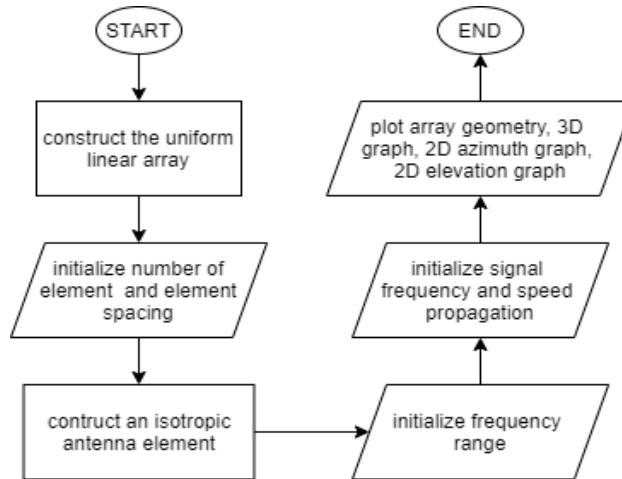 START
construct the uniform
linear array
initialize number of
element and element
spacing
contruct an isotropic
antenna element
initialize frequency
range
initialize signal
frequency and speed
propagation
plot array geometry, 3D
graph, 2D azimuth graph,
2D elevation graph
END